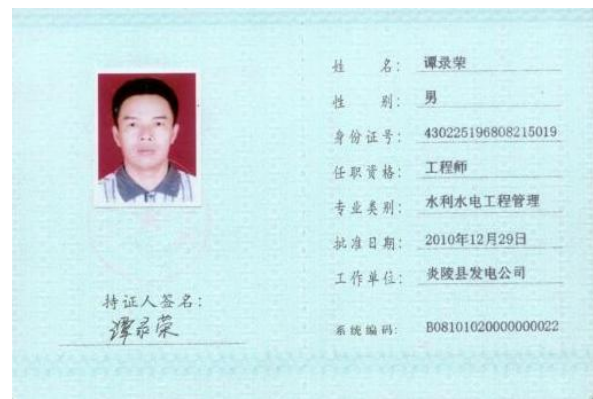 姓 名: 谭录荣
性 别: 男
身份证号: 430225196808215019
任职资格: 工程师
专业类别: 水利水电工程管理
批准日期: 2010年12月29日
工作单位: 炎陵县发电公司
系统编码: B08101020000000022
持证人签名:
谭录荣